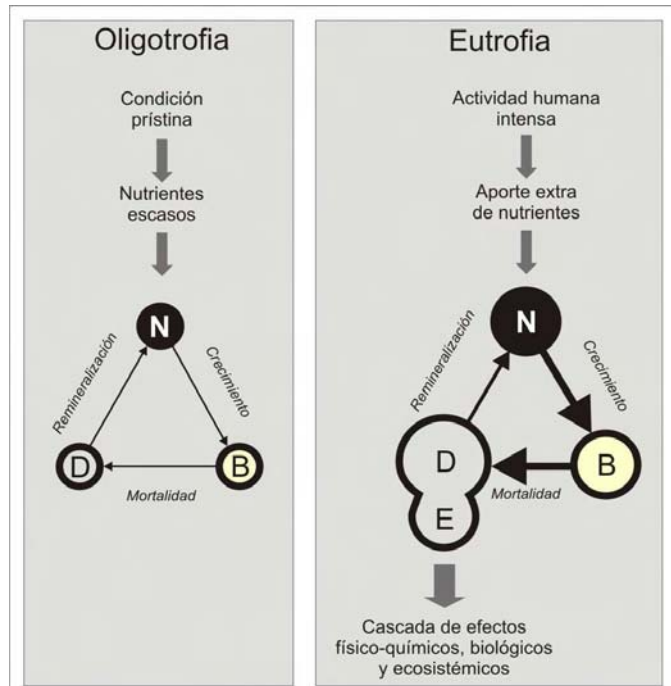 Oligotrofia
Condición
prístina
Nutrientes
escasos
N
Remineralización
Crecimiento
D
B
Mortalidad
Eutrofia
Actividad humana
intensa
Aporte extra
de nutrientes
N
Remineralización
Crecimiento
D
B
Mortalidad
E
Cascada de efectos
físico-químicos, biológicos
y ecosistémicos